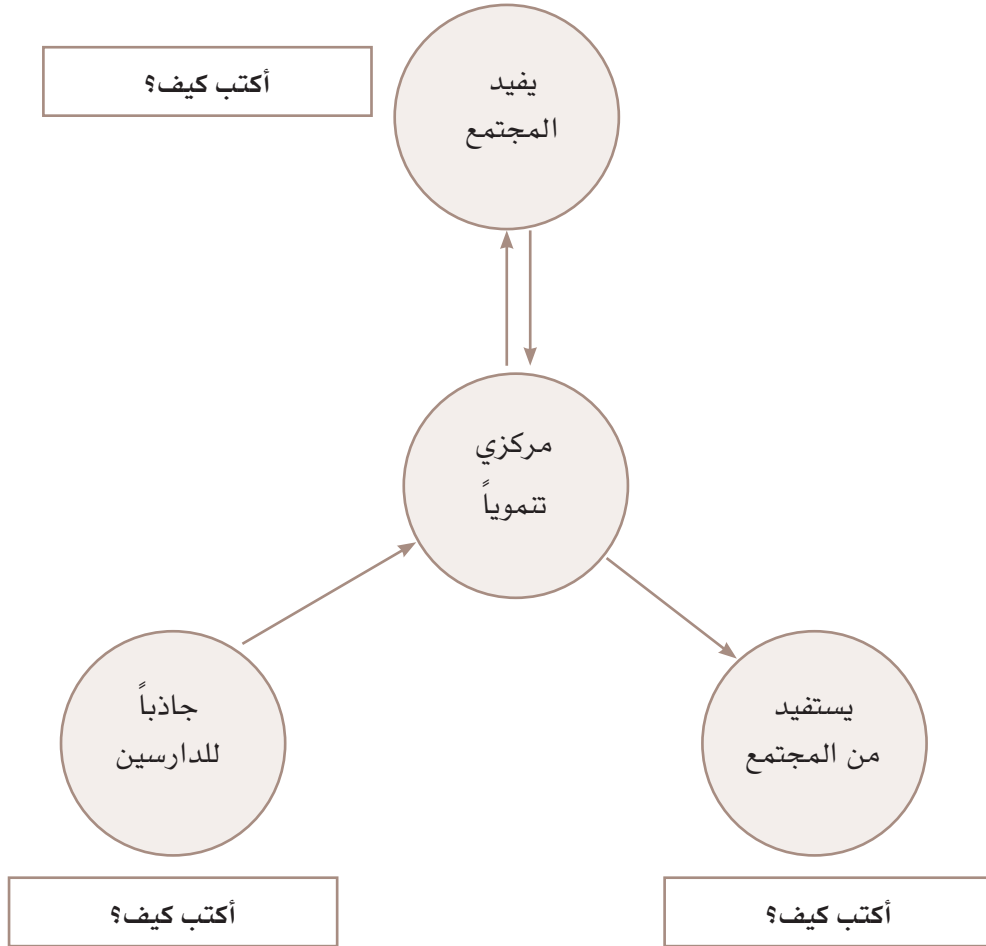 أكتب كيف؟
يفيد
المجتمع
مركزي
تنموياً
جاذباً
للدارسين
يستفيد
من المجتمع
أكتب كيف؟
أكتب كيف؟